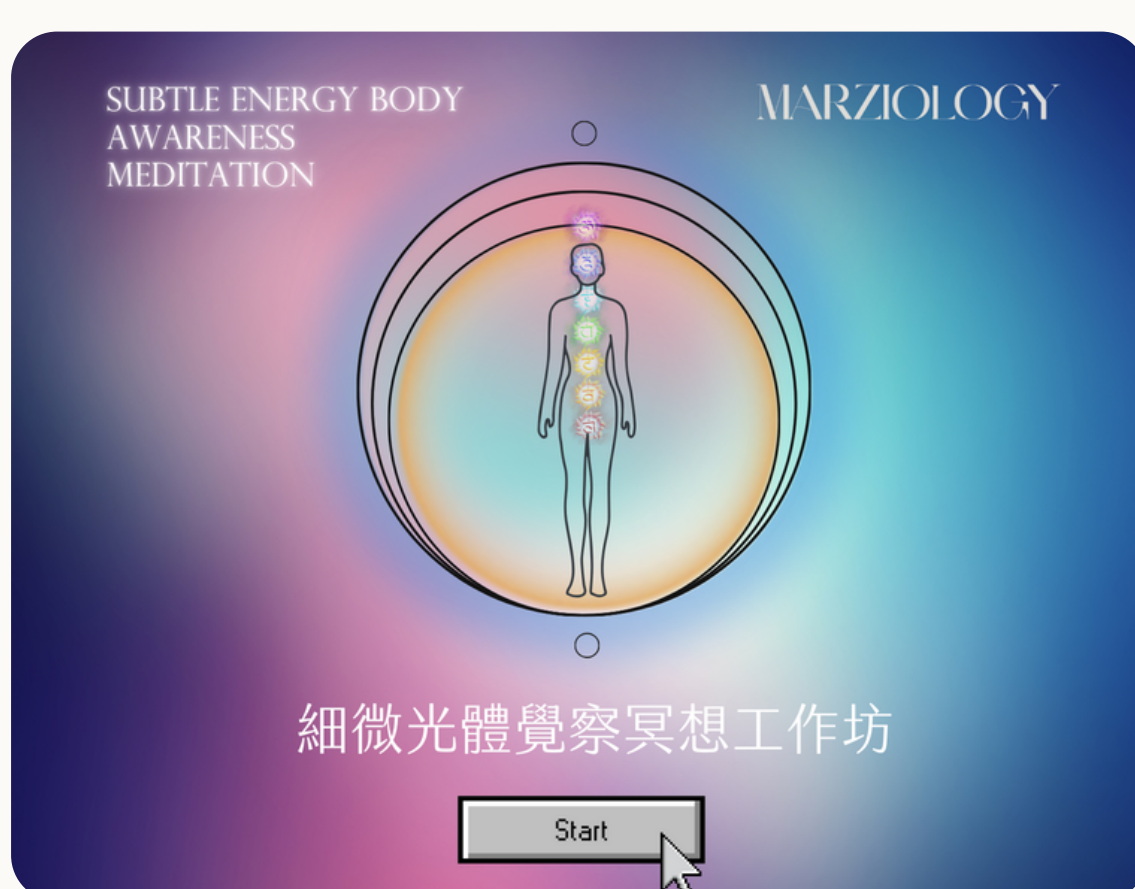 SUBTLE ENERGY BODY
AWARENESS
MEDITATION
MARZIOLOGY
細微光體覺察冥想工作坊
Start